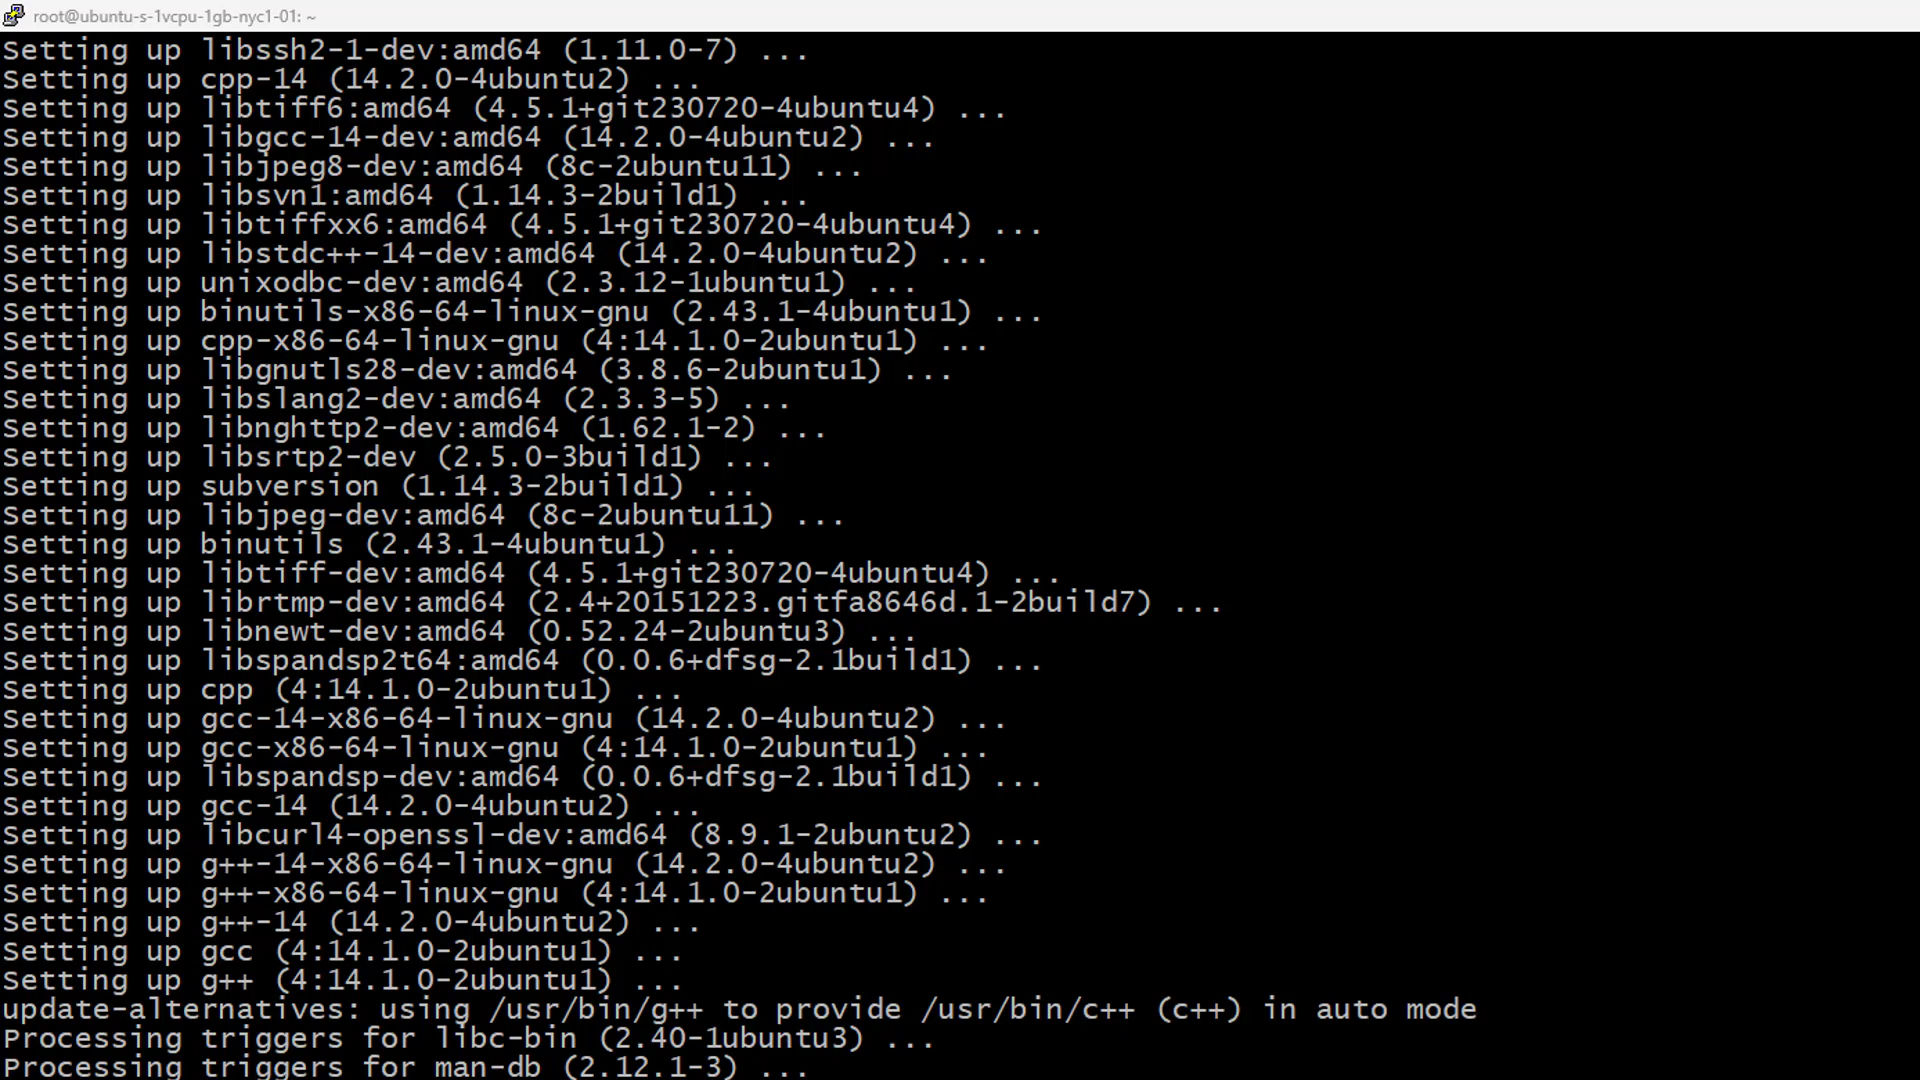 root@ubuntu-s-1vcpu-1gb-nyc1-01: ~
Setting up libssh2-1-dev:amd64 (1.11.0-7) ...
Setting up cpp-14 (14.2.0-4ubuntu2) ...
Setting up libtiff6:amd64 (4.5.1+git230720-4ubuntu4) ...
Setting up libgcc-14-dev:amd64 (14.2.0-4ubuntu2) ...
Setting up libjpeg8-dev:amd64 (8c-2ubuntu11) ...
Setting up libsvn1:amd64 (1.14.3-2build1) ...
Setting up libtiffxx6:amd64 (4.5.1+git230720-4ubuntu4) ...
Setting up libstdc++-14-dev:amd64 (14.2.0-4ubuntu2) ...
Setting up unixodbc-dev:amd64 (2.3.12-1ubuntu1) ...
Setting up binutils-x86-64-linux-gnu (2.43.1-4ubuntu1) ...
Setting up cpp-x86-64-linux-gnu (4:14.1.0-2ubuntu1) ...
Setting up libgnutls28-dev:amd64 (3.8.6-2ubuntu1) ...
Setting up libslang2-dev:amd64 (2.3.3-5) ...
Setting up libnghttp2-dev:amd64 (1.62.1-2) ...
Setting up libsrtp2-dev (2.5.0-3build1) ...
Setting up subversion (1.14.3-2build1) ...
Setting up libjpeg-dev:amd64 (8c-2ubuntu11) ...
Setting up binutils (2.43.1-4ubuntu1) ...
Setting up libtiff-dev:amd64 (4.5.1+git230720-4ubuntu4) ...
Setting up librtmp-dev:amd64 (2.4+20151223.gitfa8646d.1-2build7) ...
Setting up libnewt-dev:amd64 (0.52.24-2ubuntu3) ...
Setting up libspandsp2t64:amd64 (0.0.6+dfsg-2.1build1) ...
Setting up cpp (4:14.1.0-2ubuntu1) ...
Setting up gcc-14-x86-64-linux-gnu (14.2.0-4ubuntu2) ...
Setting up gcc-x86-64-linux-gnu (4:14.1.0-2ubuntu1) ...
Setting up libspandsp-dev:amd64 (0.0.6+dfsg-2.1build1) ...
Setting up gcc-14 (14.2.0-4ubuntu2) ...
Setting up libcurl4-openssl-dev:amd64 (8.9.1-2ubuntu2) ...
Setting up g++-14-x86-64-linux-gnu (14.2.0-4ubuntu2) ...
Setting up g++-x86-64-linux-gnu (4:14.1.0-2ubuntu1) ...
Setting up g++-14 (14.2.0-4ubuntu2) ...
Setting up gcc (4:14.1.0-2ubuntu1) ...
Setting up g++ (4:14.1.0-2ubuntu1) ...
update-alternatives: using /usr/bin/g++ to provide /usr/bin/c++ (c++) in auto mode
Processing triggers for libc-bin (2.40-1ubuntu3) ...
Processing triggers for man-db (2.12.1-3) ...